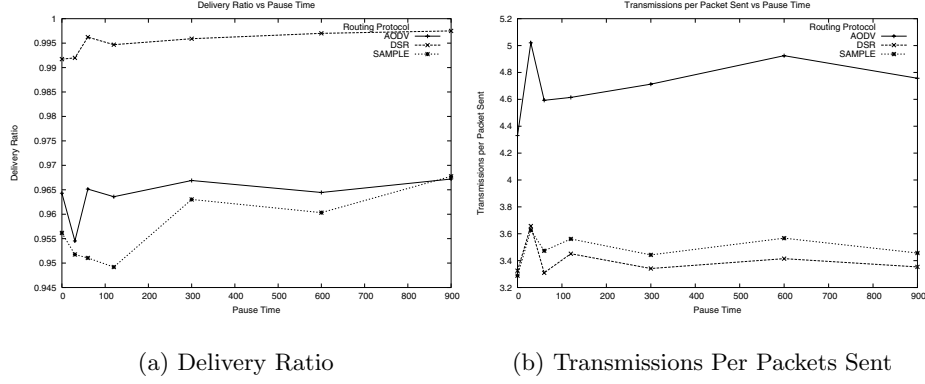 Delivery Ratio vs Pause Time
1
0.995
0.99
0.985
0.98
0.975
0.97
0.965
0.96
0.955
0.95
0.945
Delivery Ratio
Routing Protocol
AODV
DSR
SAMPLE
0 100 200 300 400 500 600 700 800 900
Pause Time
(a) Delivery Ratio
Transmissions per Packet Sent vs Pause Time
5.2
5
4.8
4.6
4.4
4.2
4
3.8
3.6
3.4
3.2
Transmissions per Packet Sent
Routing Protocol
AODV
DSR
SAMPLE
0 100 200 300 400 500 600 700 800 900
Pause Time
(b) Transmissions Per Packets Sent